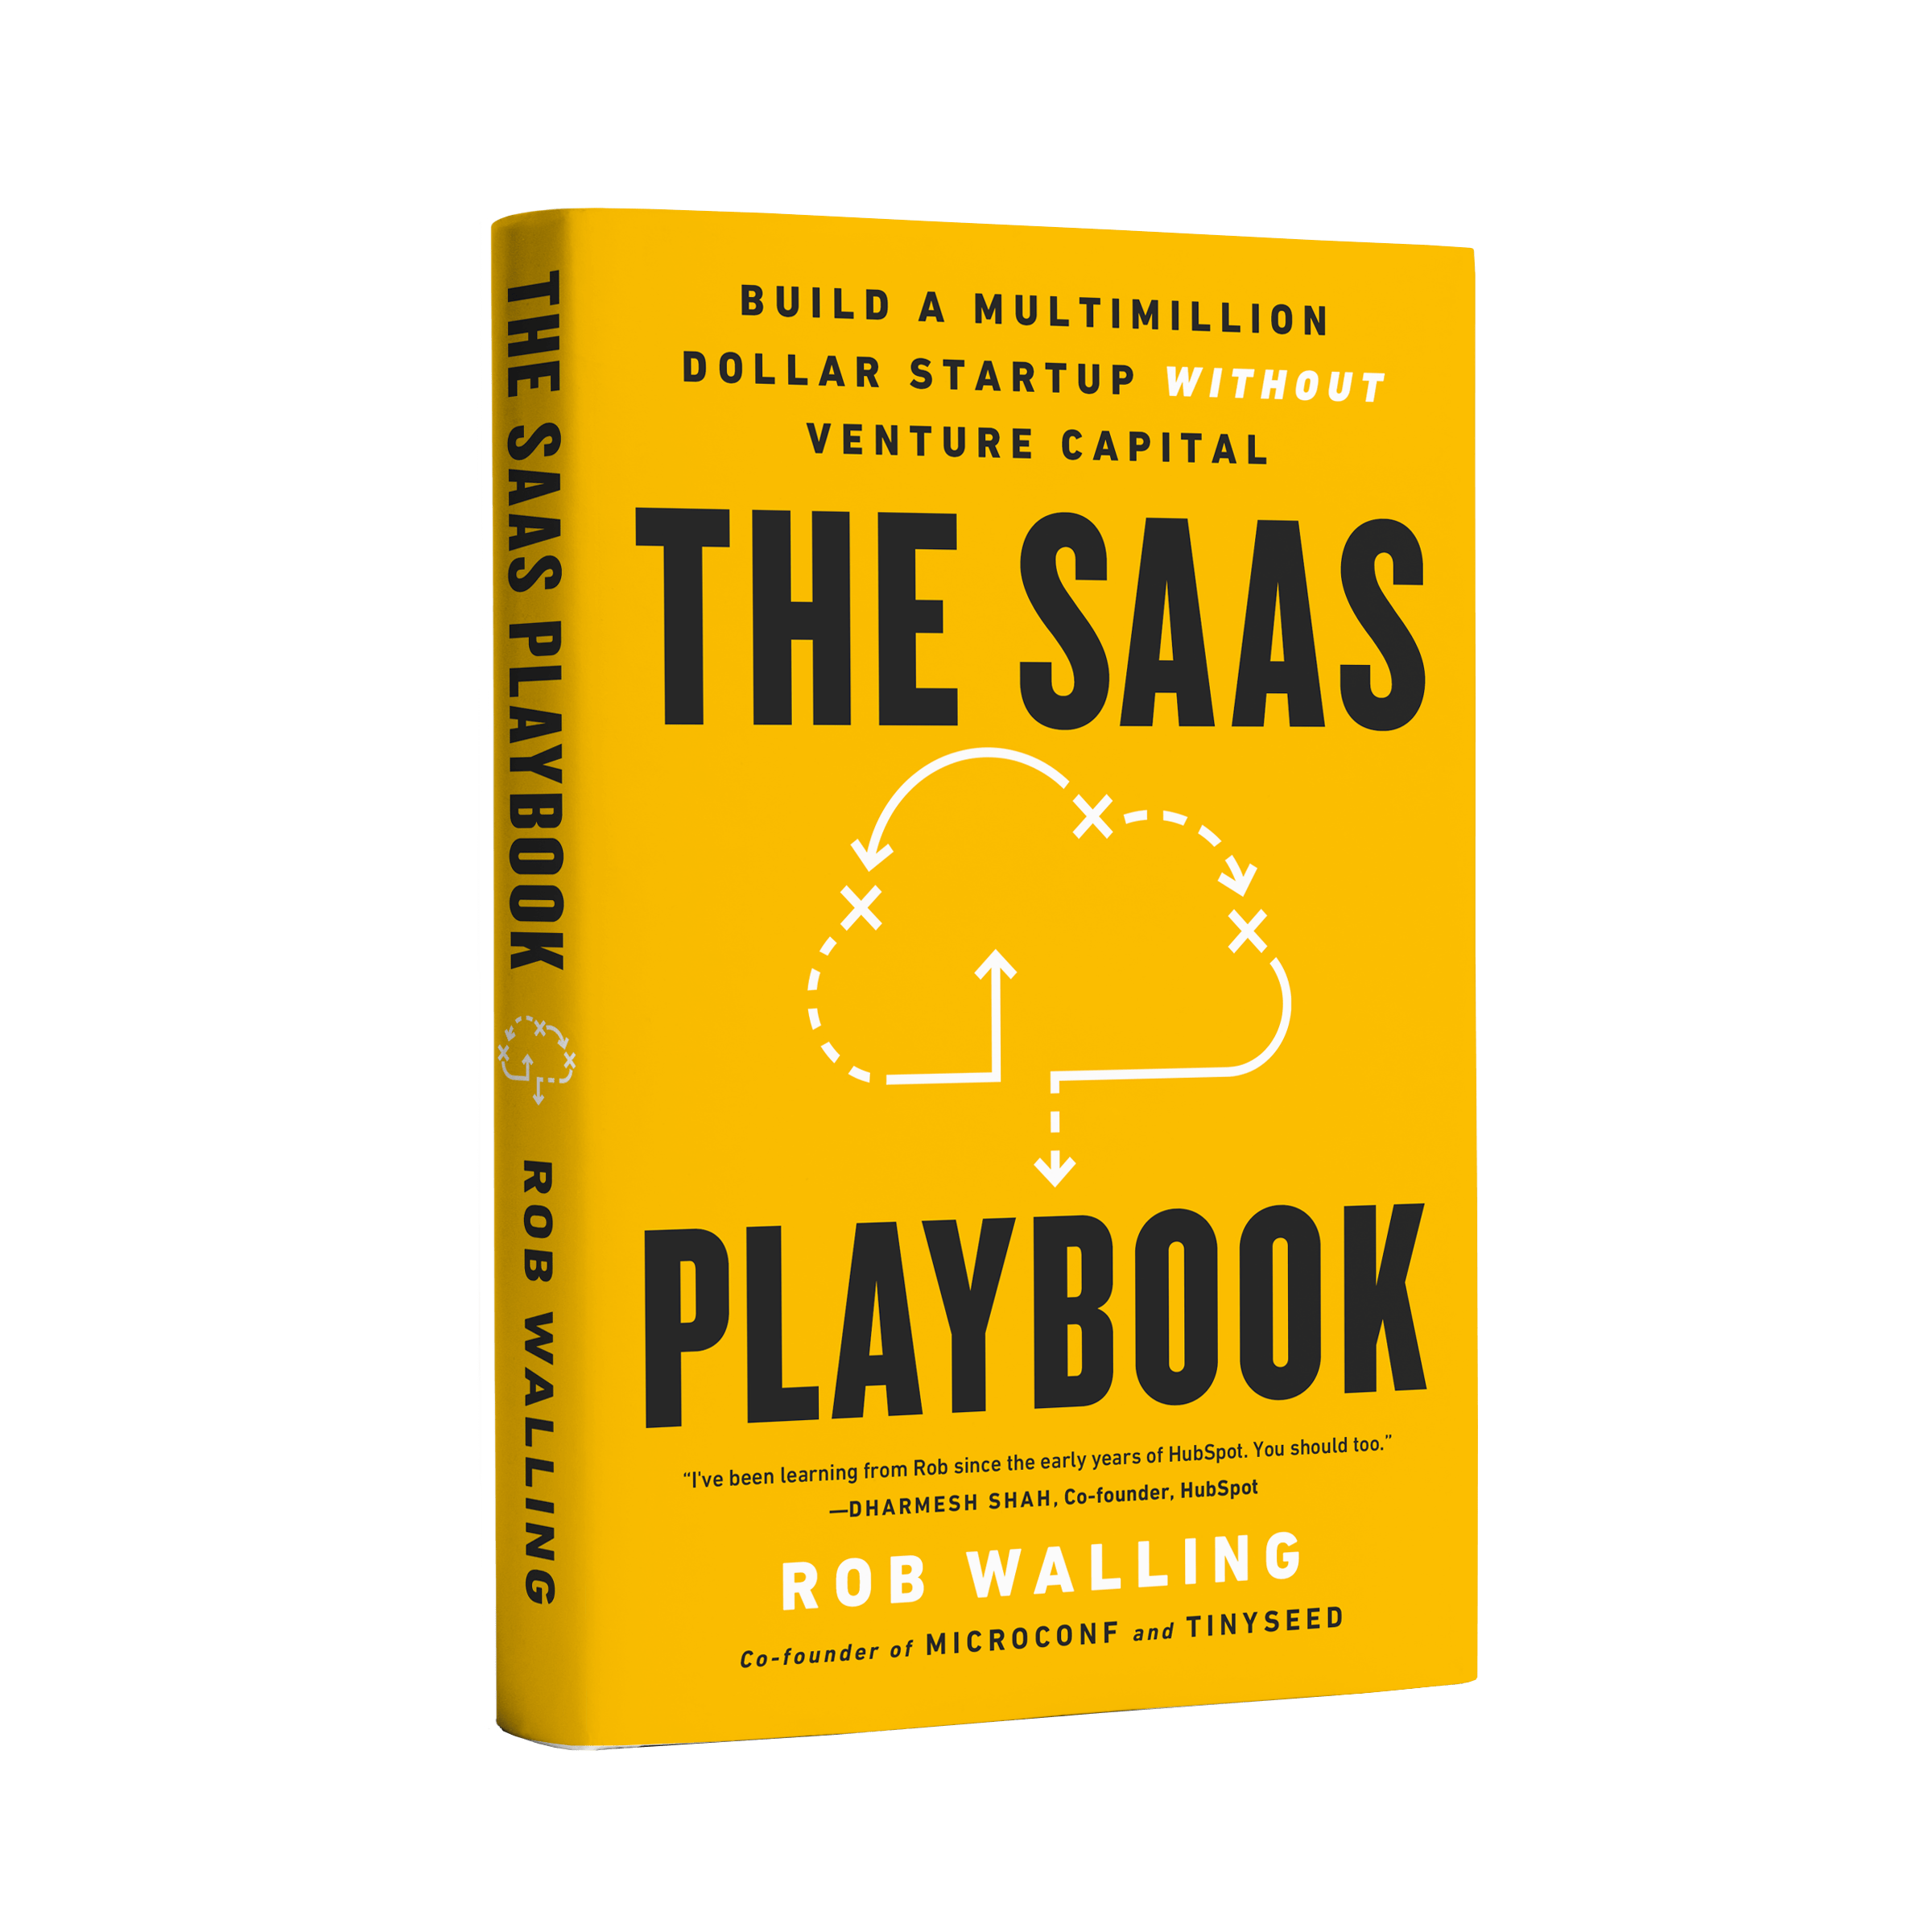 BUILD A MULTIMILLION
DOLLAR STARTUP WITHOUT
VENTURE CAPITAL
THE SAAS
PLAYBOOK
“I've been learning from Rob since the early years of HubSpot. You should too.”
—DHARMESH SHAH, Co-founder, HubSpot
ROB WALLING
Co-founder of MICROCONF and TINYSEED
THE SAAS PLAYBOOK
ROB WALLING